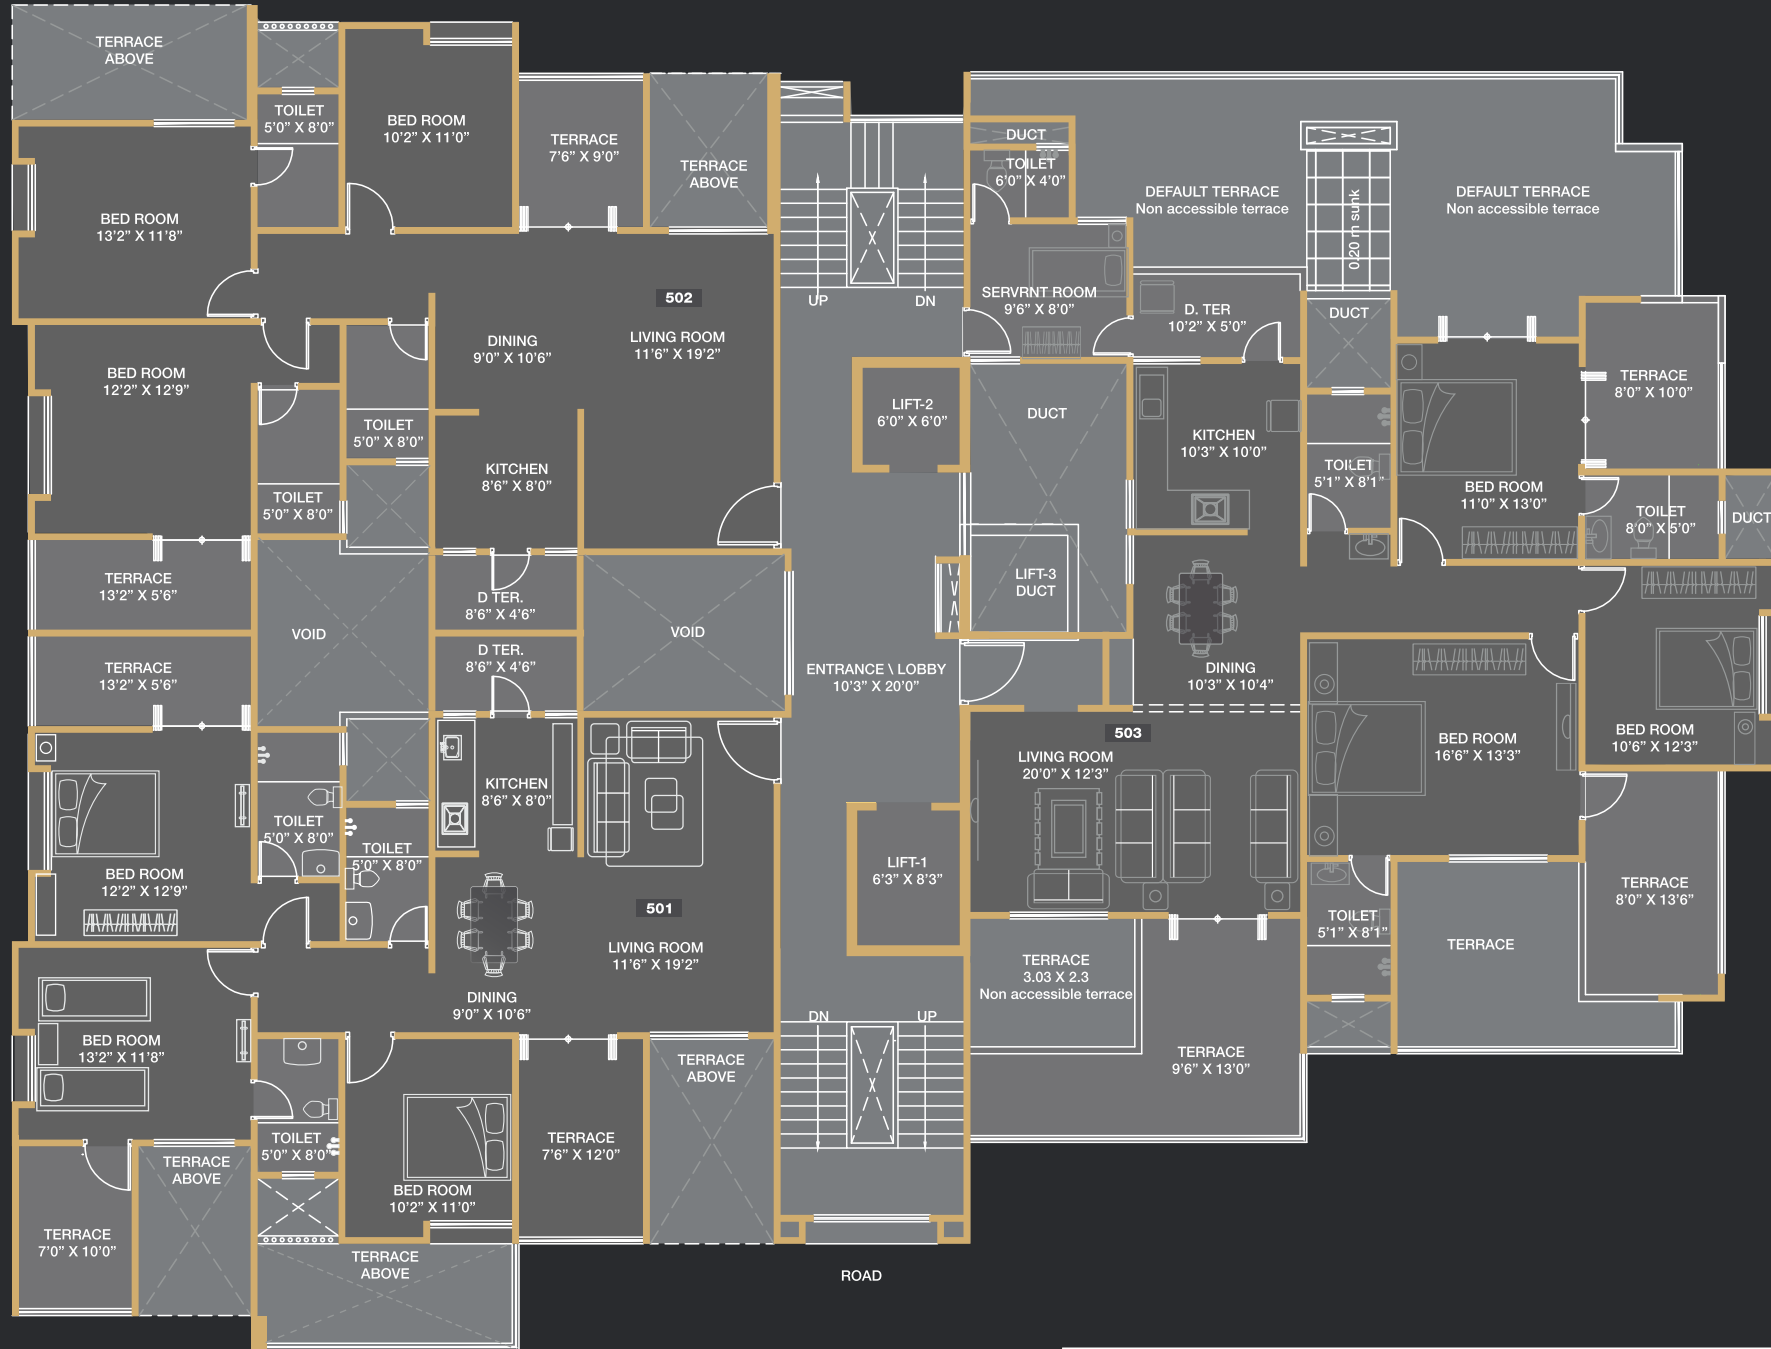 TERRACE
ABOVE
TOILET
5'0” X 8'0”
BED ROOM
10'2” X 11'0”
TERRACE
7'6” X 9'0”
TERRACE
ABOVE
BED ROOM
13'2” X 11'8”
502
LIVING ROOM
11'6” X 19'2”
DINING
9'0” X 10'6”
BED ROOM
12'2” X 12'9”
TOILET
5'0” X 8'0”
KITCHEN
8'6” X 8'0”
TOILET
5'0” X 8'0”
TERRACE
13'2” X 5'6”
D TER.
8'6” X 4'6”
VOID
VOID
TERRACE
13'2” X 5'6”
D TER.
8'6” X 4'6”
KITCHEN
8'6” X 8'0”
TOILET
5'0” X 8'0”
TOILET
5'0” X 8'0”
BED ROOM
12'2” X 12'9”
501
LIVING ROOM
11'6” X 19'2”
DINING
9'0” X 10'6”
BED ROOM
13'2” X 11'8”
TOILET
5'0” X 8'0”
TERRACE
ABOVE
TERRACE
7'0” X 10'0”
BED ROOM
10'2” X 11'0”
TERRACE
7'6” X 12'0”
TERRACE
ABOVE
TERRACE
ABOVE
UP
DN
LIFT-2
6'0” X 6'0”
ENTRANCE \ LOBBY
10'3” X 20'0”
LIFT-1
6'3” X 8'3”
DN
UP
ROAD
DUCT
TOILET
6'0” X 4'0”
SERVRNT ROOM
9'6” X 8'0”
DEFAULT TERRACE
Non accessible terrace
0.20 m sunk
DEFAULT TERRACE
Non accessible terrace
D. TER
10'2” X 5'0”
DUCT
DUCT
KITCHEN
10'3” X 10'0”
TOILET
5'1” X 8'1”
TERRACE
8'0” X 10'0”
BED ROOM
11'0” X 13'0”
TOILET
8'0” X 5'0”
DUCT
LIFT-3
DUCT
DINING
10'3” X 10'4”
503
LIVING ROOM
20'0” X 12'3”
BED ROOM
16'6” X 13'3”
BED ROOM
10'6” X 12'3”
TERRACE
8'0” X 13'6”
TOILET
5'1” X 8'1”
TERRACE
TERRACE
3.03 X 2.3
Non accessible terrace
TERRACE
9'6” X 13'0”